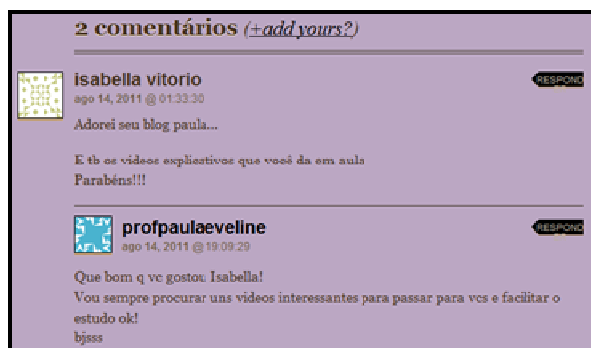 2 comentários (+add yours?)
isabella vitorio
RESPOND
ago 14, 2011 @ 01:33:30
Adorei seu blog paula...
E tb os videos explicativos que você da em aula
Parabéns!!!
profpaulaeveline
RESPOND
ago 14, 2011 @ 19:09:29
Que bom q vc gostou Isabella!
Vou sempre procurar uns videos interessantes para passar para vcs e facilitar o
estudo ok!
bjsss